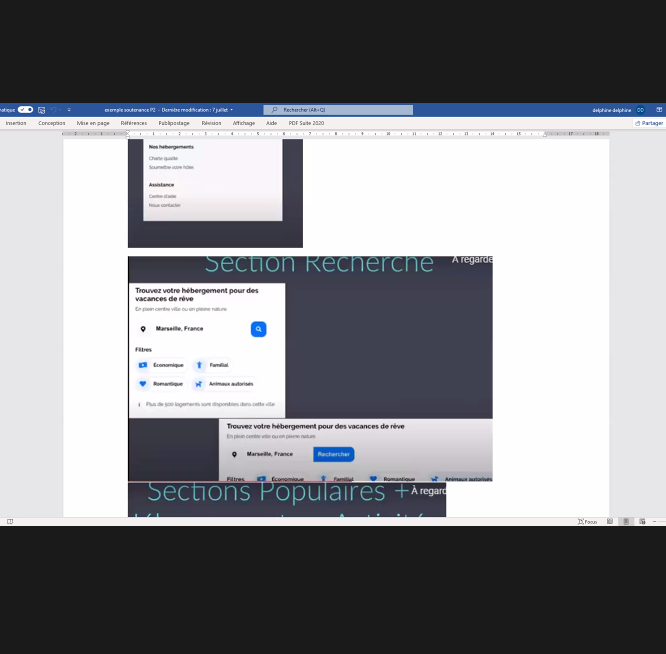 atique
exemple soutenance P2 - Dernière modification : 7 juillet
Rechercher (Alt+Q)
delphine delphine
DD
Insertion Conception Mise en page Références Publipostage Révision Affichage Aide PDF Suite 2020
Partager
Nos hébergements
Charte qualité
Soumettre votre hôtel
Assistance
Centre d'aide
Nous contacter
Section Recherche
À regarde
Trouvez votre hébergement pour des
vacances de rêve
En plein centre ville ou en pleine nature
Marseille, France
Filtres
Économique Familial
Romantique Animaux autorisés
Plus de 500 logements sont disponibles dans cette ville
Trouvez votre hébergement pour des vacances de rêve
En plein centre ville ou en pleine nature
Marseille, France Rechercher
Filtres Économique Familial Romantique Animaux autorisés
Sections Populaires +
À regard
Focus